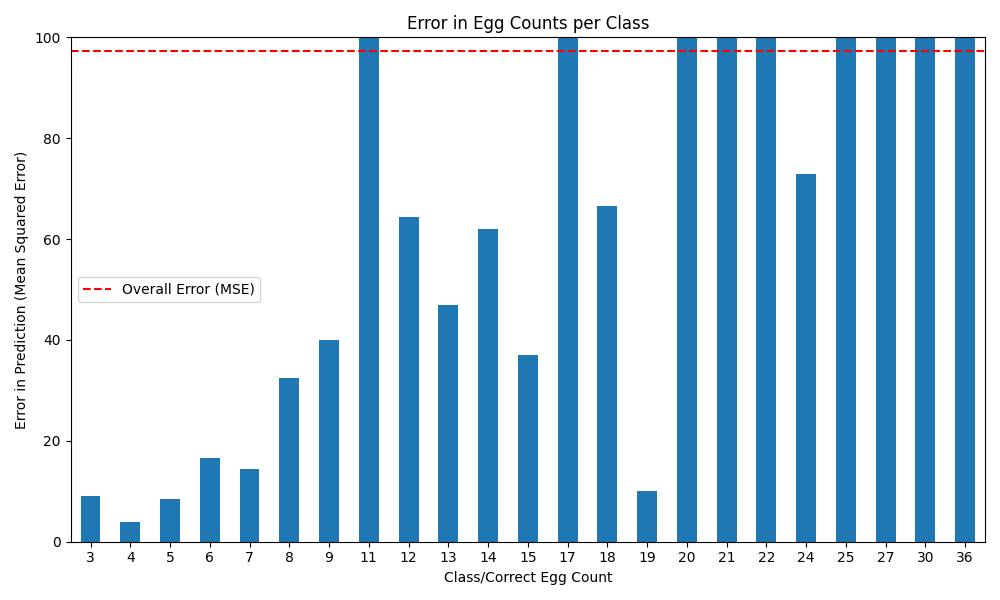 Error in Egg Counts per Class
Error in Prediction (Mean Squared Error)
100
80
60
40
20
0
Overall Error (MSE)
3 4 5 6 7 8 9 11 12 13 14 15 17 18 19 20 21 22 24 25 27 30 36
Class/Correct Egg Count